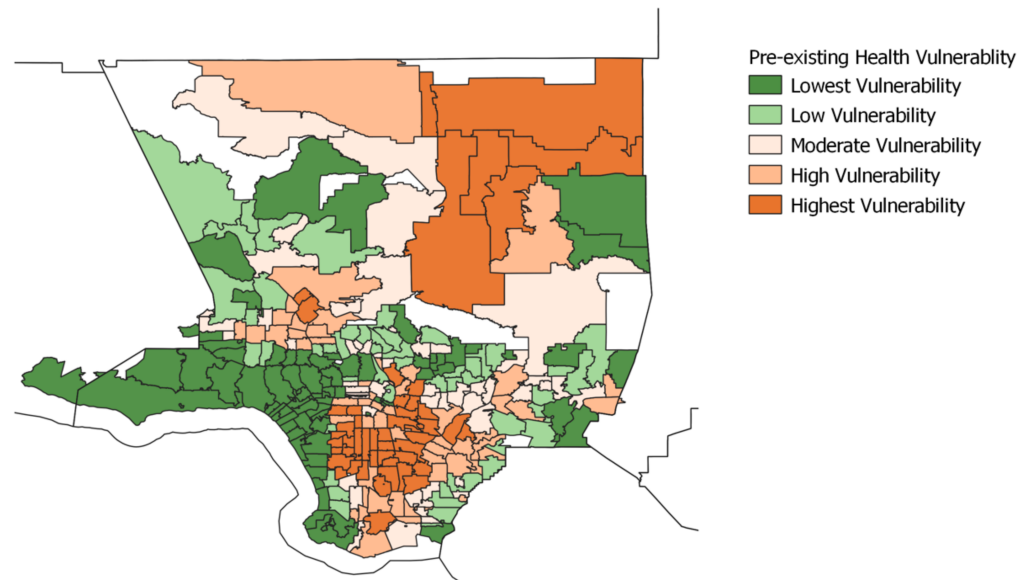 Pre-existing Health Vulnerablity
Lowest Vulnerability
Low Vulnerability
Moderate Vulnerability
High Vulnerability
Highest Vulnerability